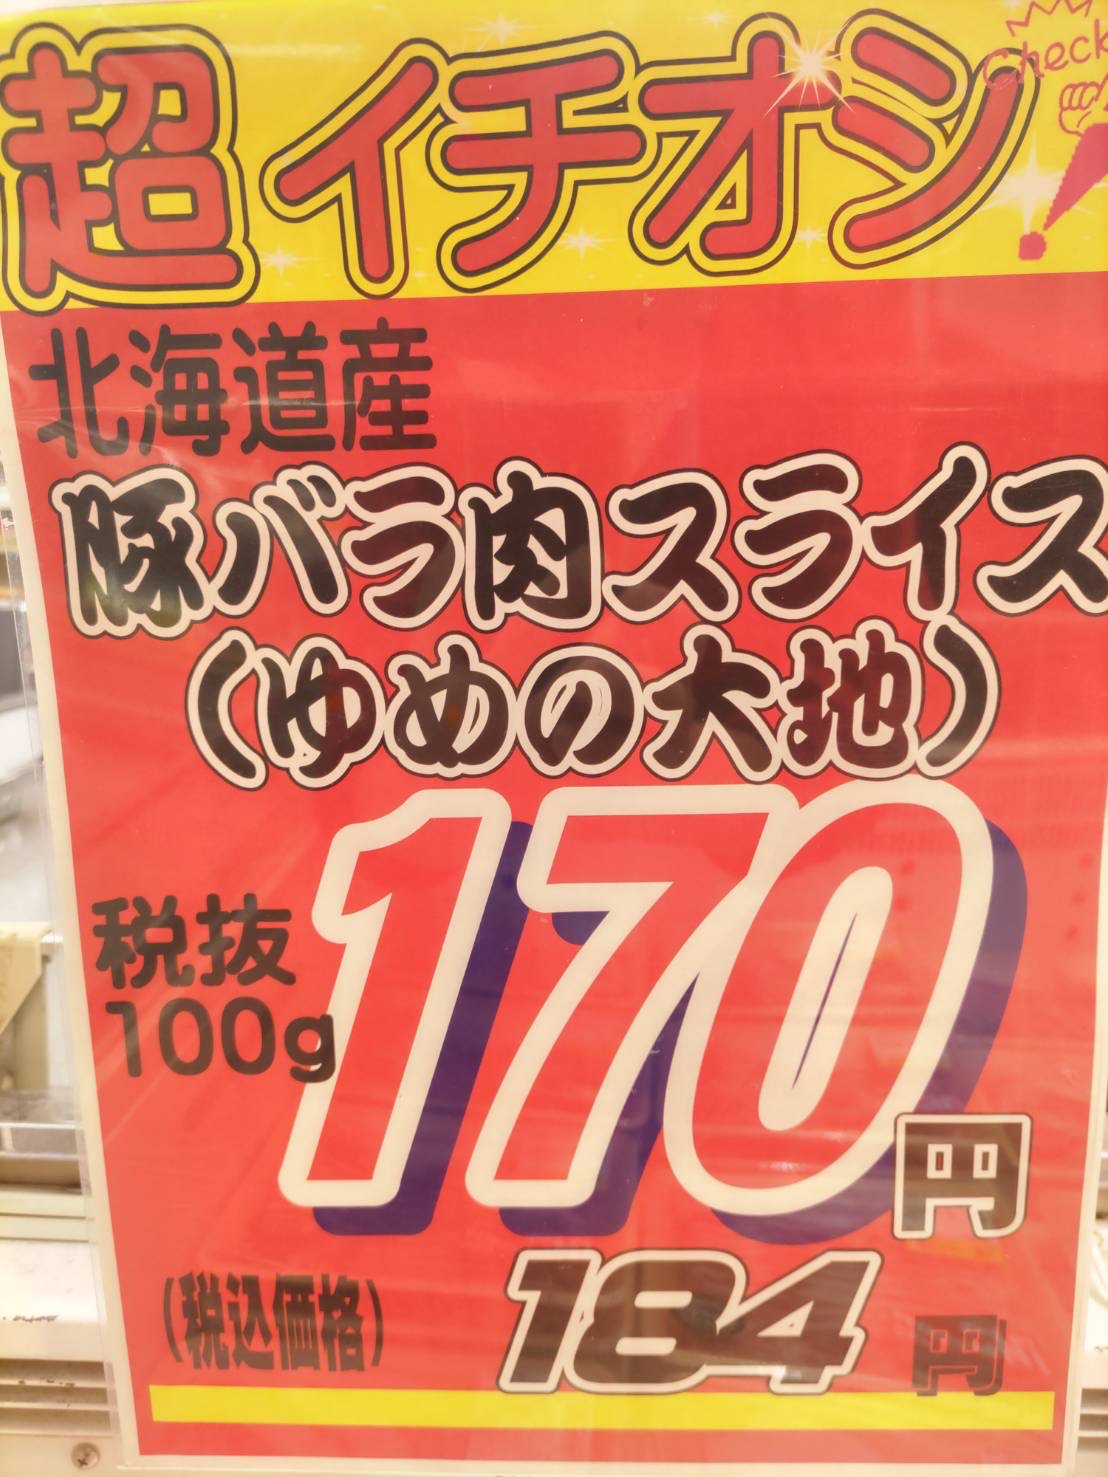 超イチオシ
Check
北海道産
豚バラ肉スライス
(ゆめの大地)
税抜
100g
170円
(税込価格)
184円